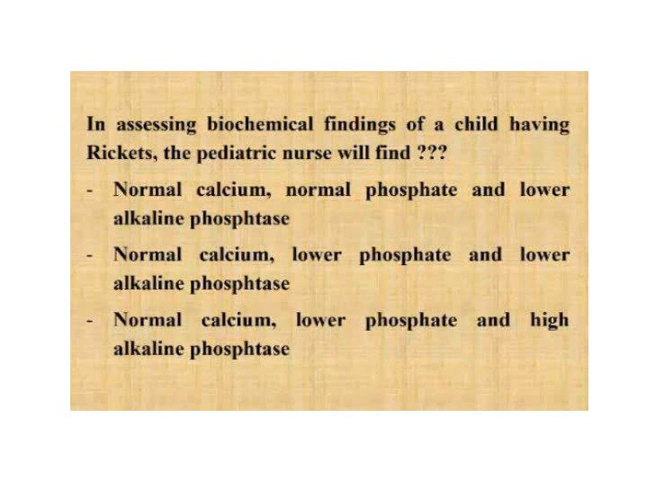 In assessing biochemical findings of a child having
Rickets, the pediatric nurse will find ???
- Normal calcium, normal phosphate and lower
alkaline phosphtase
- Normal calcium, lower phosphate and lower
alkaline phosphtase
- Normal calcium, lower phosphate and high
alkaline phosphtase